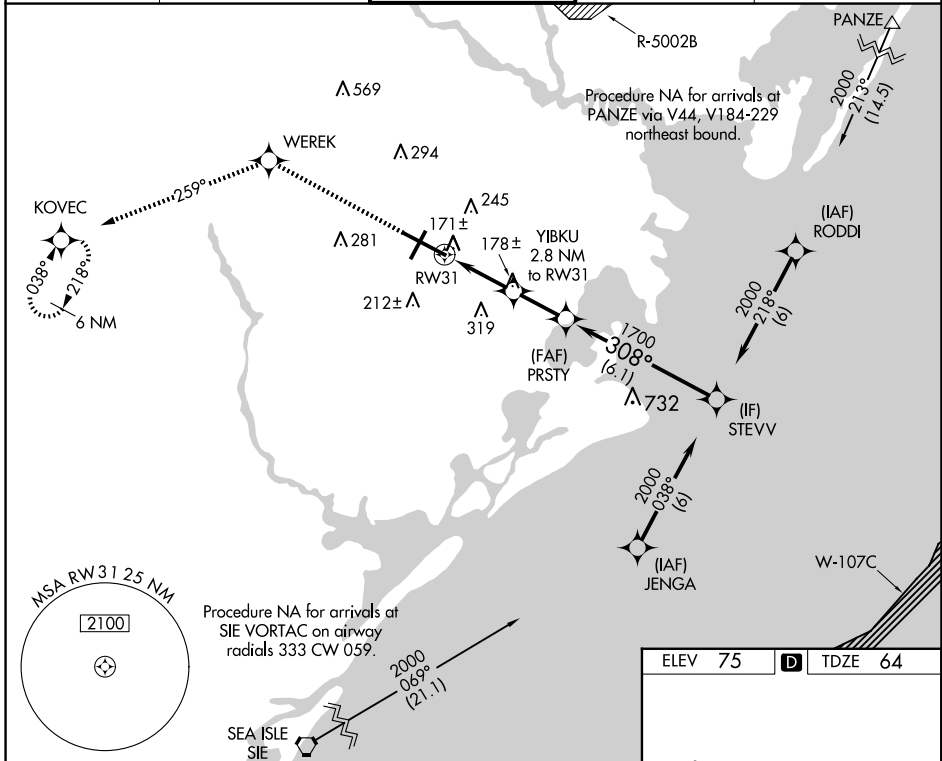 PANZE
R-5002B
2000
213°
(14.5)
Procedure NA for arrivals at
PANZE via V44, V184-229
northeast bound.
569
WEREK
294
259°
KOVEC
245
171±
281
178±
YIBKU
2.8 NM
to RW31
(IAF)
RODDI
RW31
038°
218°
6 NM
212±
319
2000
218°
(6)
1700
308°
(6.1)
(FAF)
PRSTY
732
(IF)
STEVV
2000
038°
(6)
(IAF)
JENGA
W-107C
MSA RW31 25 NM
2100
Procedure NA for arrivals at
SIE VORTAC on airway
radials 333 CW 059.
2000
069°
(21.1)
SEA ISLE
SIE
ELEV 75 D TDZE 64